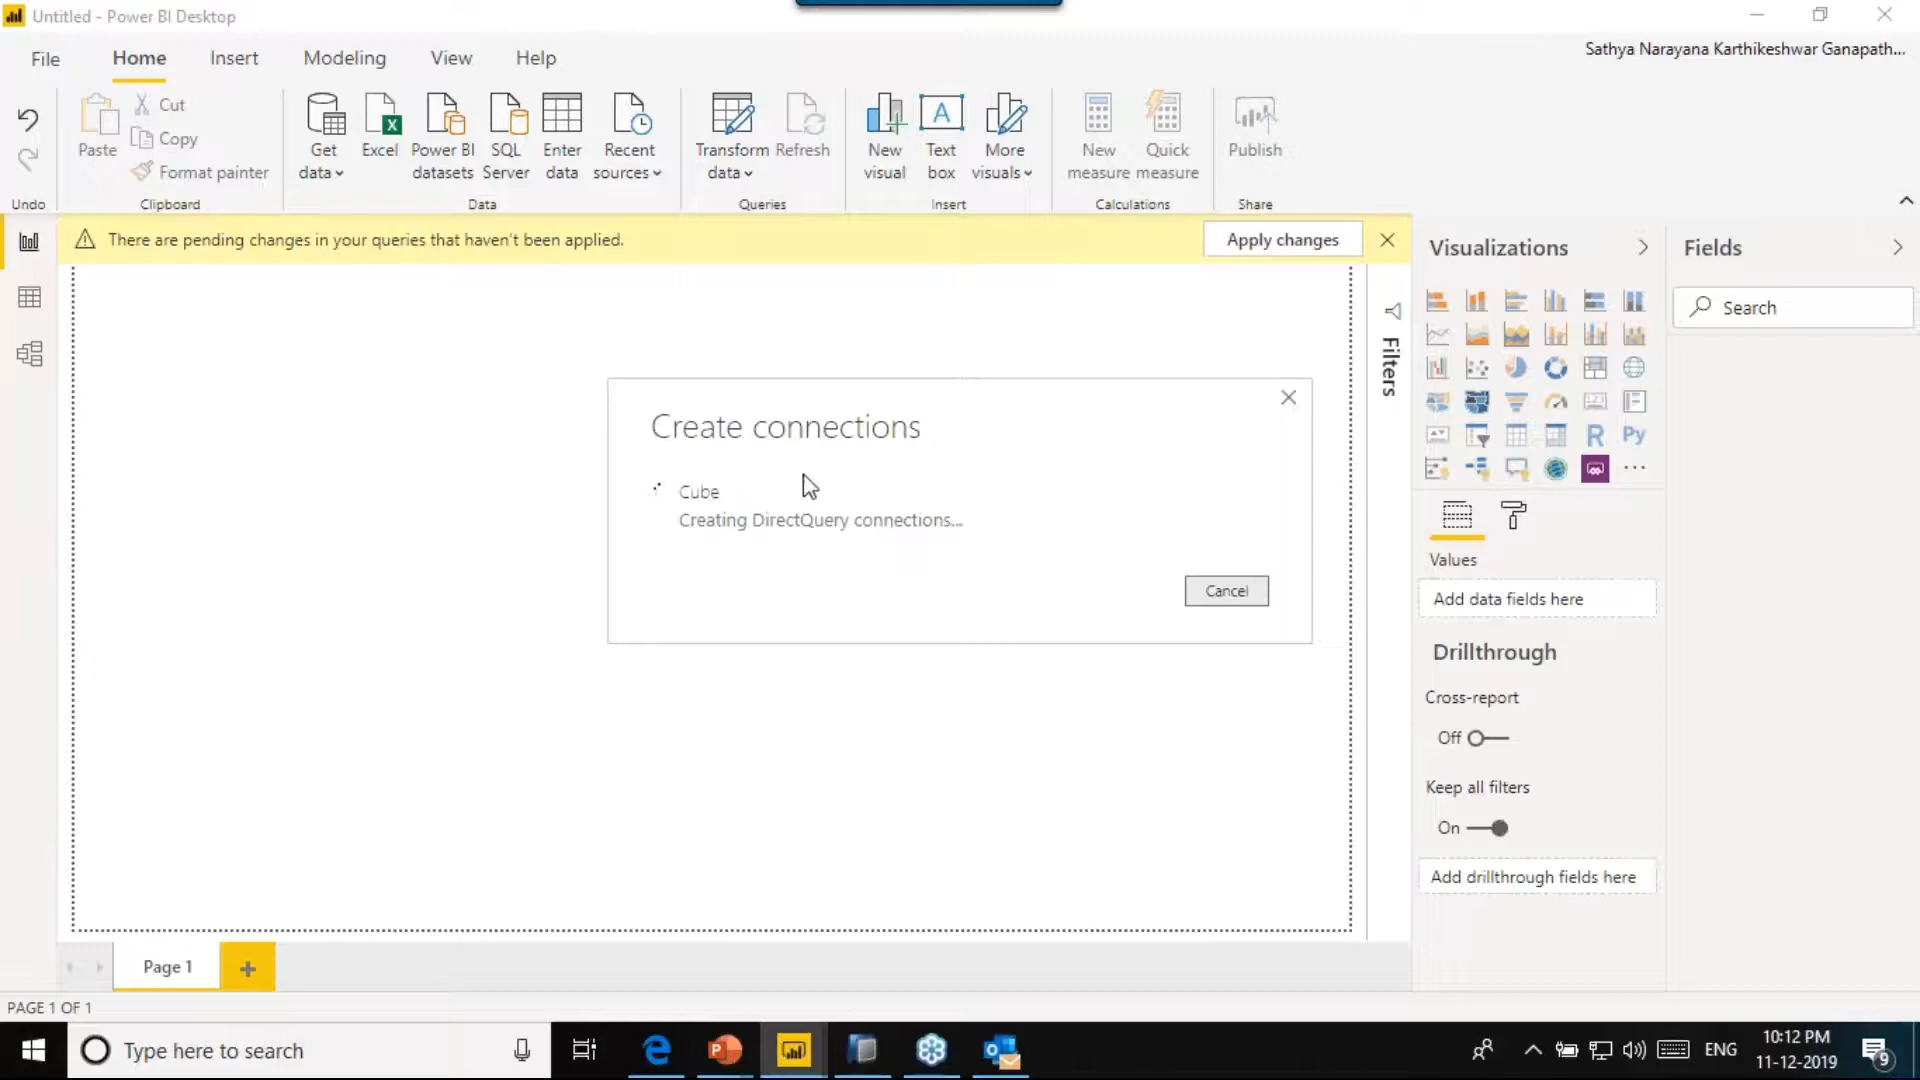 Untitled - Power BI Desktop
Sathya Narayana Karthikeshwar Ganapath...
File Home Insert Modeling View Help
Paste
Cut
Copy
Format painter
Get data
Excel
Power BI datasets
SQL Server
Enter data
Recent sources
Transform data
Refresh
New visual
Text box
More visuals
New measure
Quick measure
Publish
Undo
Clipboard
Data
Queries
Insert
Calculations
Share
There are pending changes in your queries that haven't been applied.
Apply changes
Create connections
Cube
Creating DirectQuery connections...
Cancel
Filters
Visualizations
R
Py
Values
Add data fields here
Drillthrough
Cross-report
Off
Keep all filters
On
Add drillthrough fields here
Fields
Search
Page 1
PAGE 1 OF 1
Type here to search
ENG
10:12 PM
11-12-2019
9